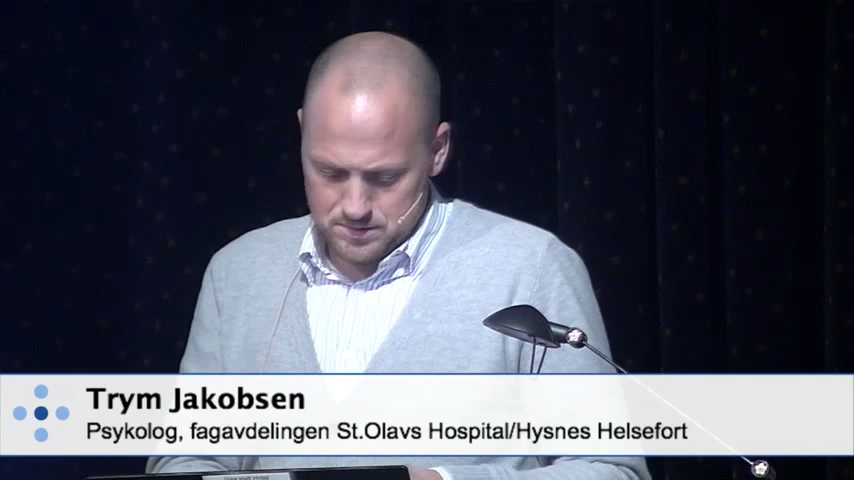 Trym Jakobsen
Psykolog, fagavdelingen St.Olavs Hospital/Hysnes Helsefort